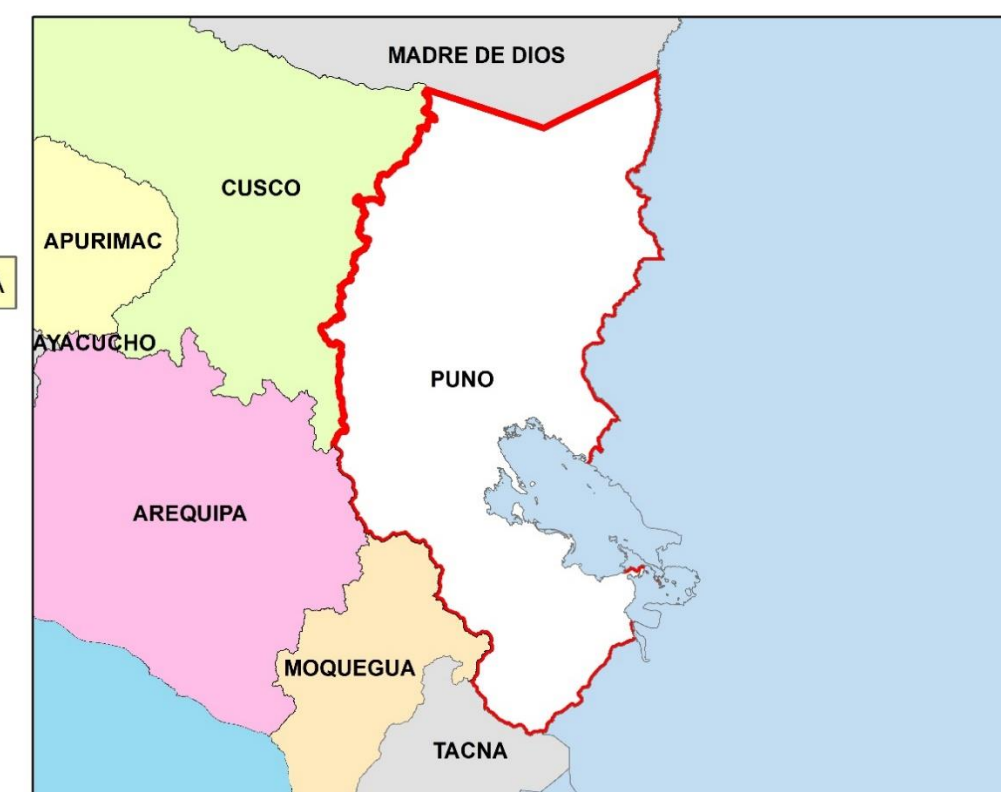 MADRE DE DIOS
CUSCO
APURIMAC
A
AYACUCHO
PUNO
AREQUIPA
MOQUEGUA
TACNA